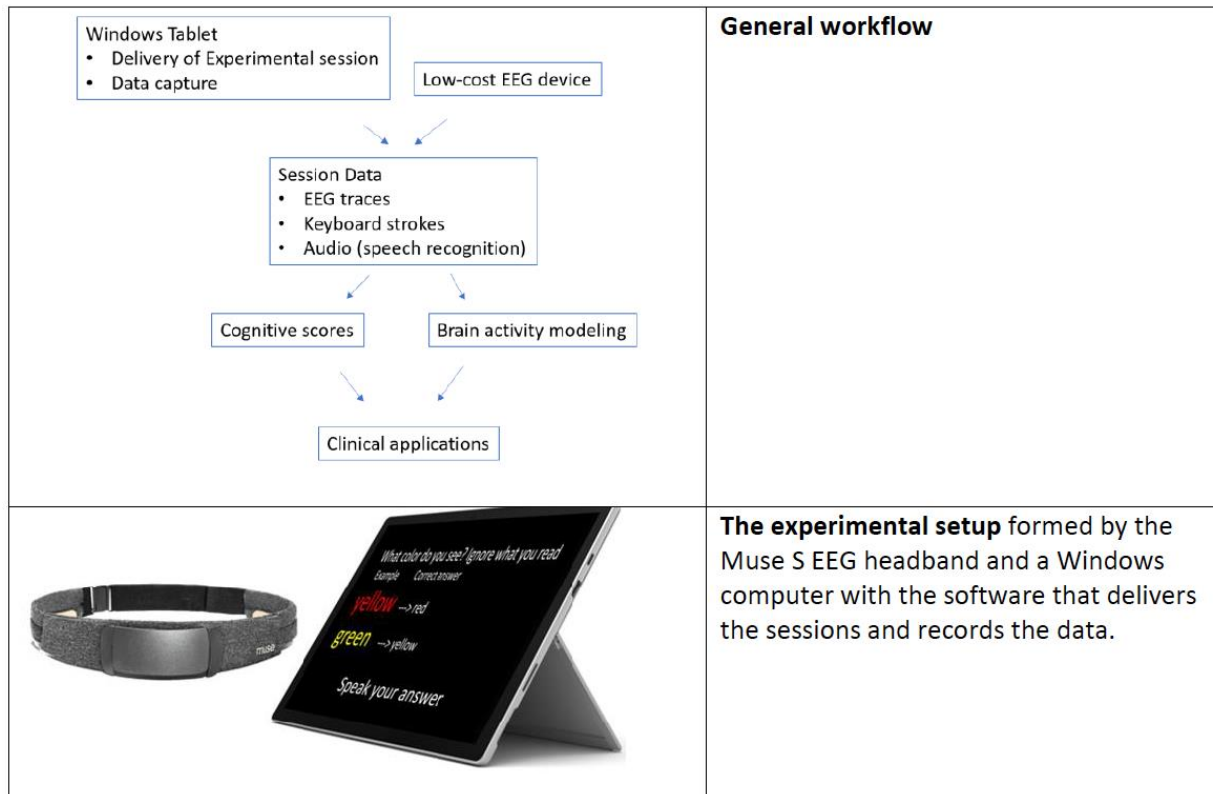 Windows Tablet
• Delivery of Experimental session
• Data capture
Low-cost EEG device
Session Data
• EEG traces
• Keyboard strokes
• Audio (speech recognition)
Cognitive scores
Brain activity modeling
Clinical applications
General workflow
muse
What color do you see? Ignore what you read
Example Correct answer
yellow —> red
green —> yellow
Speak your answer
The experimental setup formed by the
Muse S EEG headband and a Windows
computer with the software that delivers
the sessions and records the data.